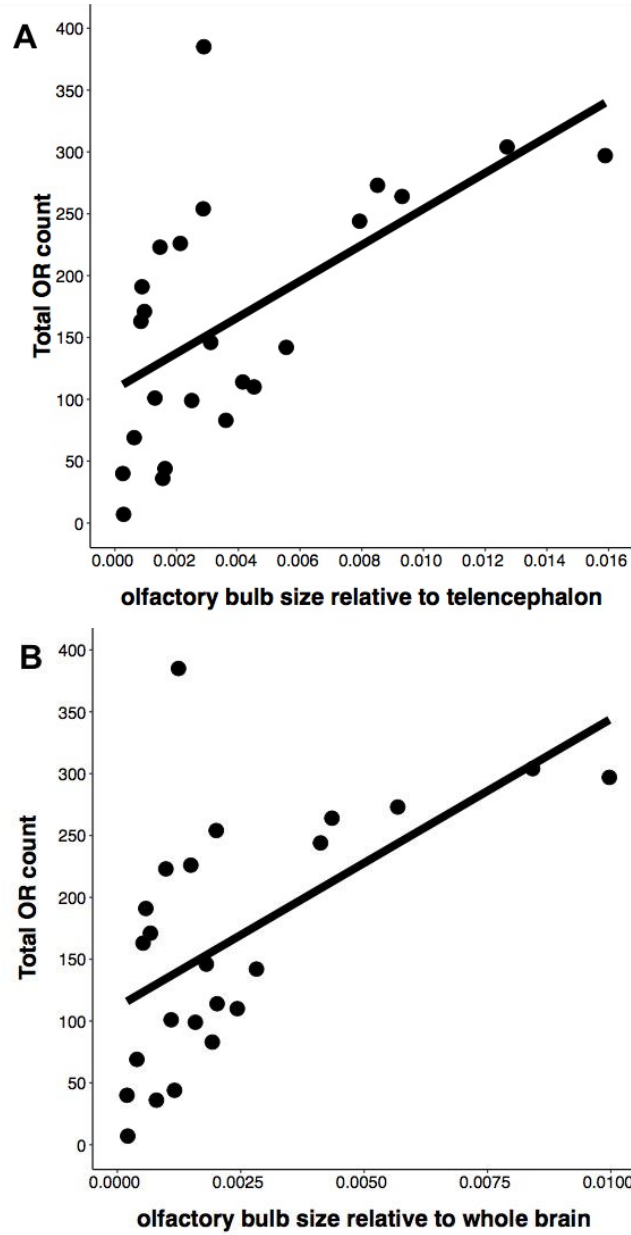 A
Total OR count
400
350
300
250
200
150
100
50
0
0.000 0.002 0.004 0.006 0.008 0.010 0.012 0.014 0.016
olfactory bulb size relative to telencephalon
B
Total OR count
400
350
300
250
200
150
100
50
0
0.0000 0.0025 0.0050 0.0075 0.0100
olfactory bulb size relative to whole brain